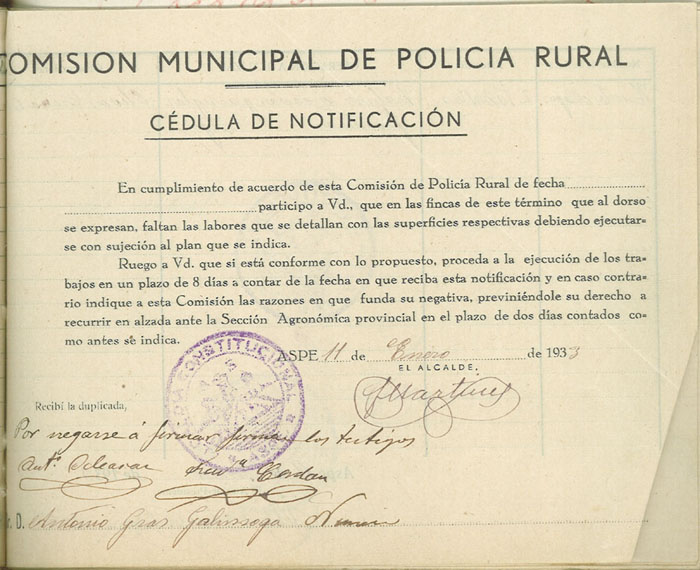 COMISION MUNICIPAL DE POLICIA RURAL
CÉDULA DE NOTIFICACIÓN
En cumplimiento de acuerdo de esta Comisión de Policía Rural de fecha
participo a Vd., que en las fincas de este término que al dorso
se expresan, faltan las labores que se detallan con las superficies respectivas debiendo ejecutar-
se con sujeción al plan que se indica.
Ruego a Vd. que si está conforme con lo propuesto, proceda a la ejecución de los tra-
bajos en un plazo de 8 días a contar de la fecha en que reciba esta notificación y en caso contra-
rio indique a esta Comisión las razones en que funda su negativa, previniéndole su derecho a
recurrir en alzada ante la Sección Agronómica provincial en el plazo de dos días contados co-
mo antes se indica.
ASPE 11 de Enero de 1933
EL ALCALDE,
Martínez
CONSTITUCIONAL
Recibí la duplicada,
Por negarse á firmar firman los testigos
Cerdan
r. D. Antonio Gras Galinsoga